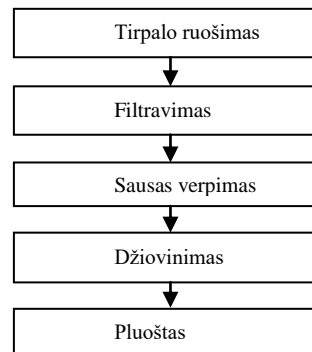 Tirpalo ruošimas
Filtravimas
Sausas verpimas
Džiovinimas
Pluoštas